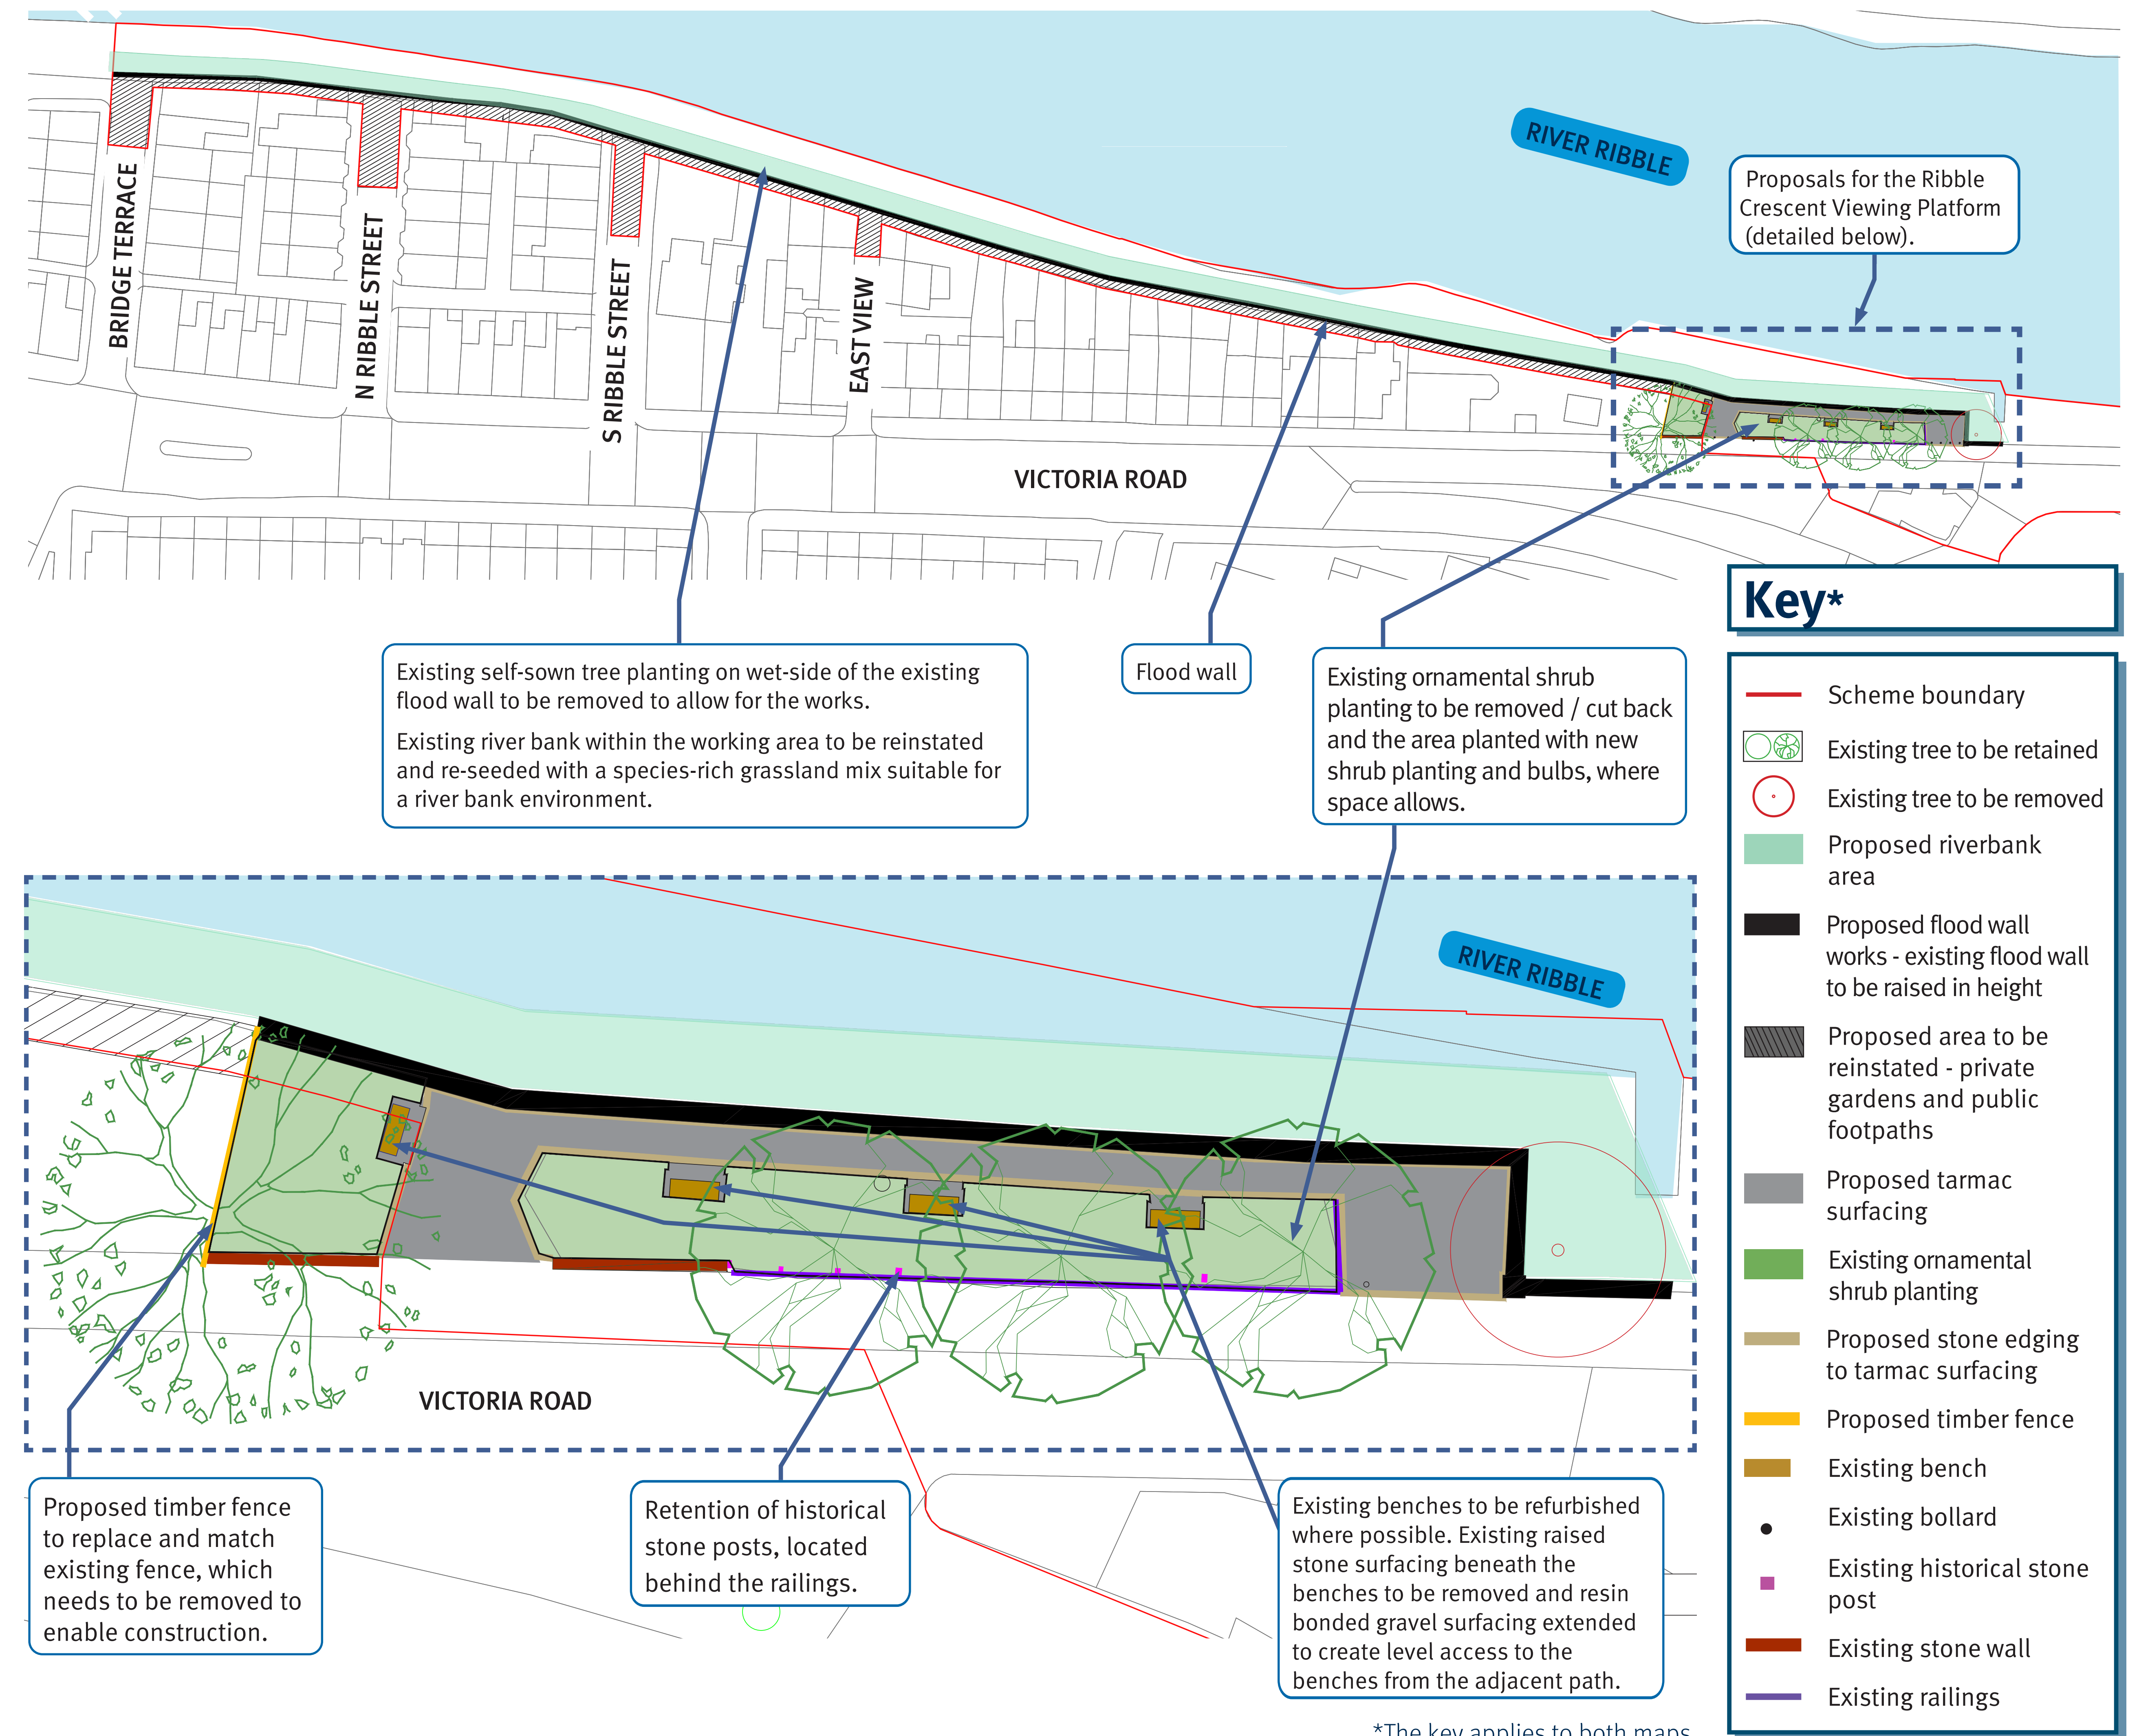 RIVER RIBBLE
Proposals for the Ribble
Crescent Viewing Platform
(detailed below).
BRIDGE TERRACE
N RIBBLE STREET
S RIBBLE STREET
EAST VIEW
VICTORIA ROAD
Existing self-sown tree planting on wet-side of the existing
flood wall to be removed to allow for the works.
Existing river bank within the working area to be reinstated
and re-seeded with a species-rich grassland mix suitable for
a river bank environment.
Flood wall
Existing ornamental shrub
planting to be removed / cut back
and the area planted with new
shrub planting and bulbs, where
space allows.
Key*
Scheme boundary
Existing tree to be retained
Existing tree to be removed
Proposed riverbank
area
Proposed flood wall
works - existing flood wall
to be raised in height
Proposed area to be
reinstated - private
gardens and public
footpaths
Proposed tarmac
surfacing
Existing ornamental
shrub planting
Proposed stone edging
to tarmac surfacing
Proposed timber fence
Existing bench
Existing bollard
Existing historical stone
post
Existing stone wall
Existing railings
RIVER RIBBLE
VICTORIA ROAD
Proposed timber fence
to replace and match
existing fence, which
needs to be removed to
enable construction.
Retention of historical
stone posts, located
behind the railings.
Existing benches to be refurbished
where possible. Existing raised
stone surfacing beneath the
benches to be removed and resin
bonded gravel surfacing extended
to create level access to the
benches from the adjacent path.
*The key applies to both maps